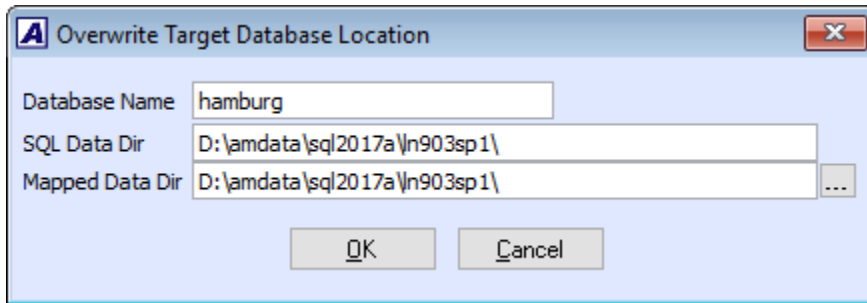 A Overwrite Target Database Location
Database Name hamburg
SQL Data Dir D:\amdata\sql2017a\ln903sp1\
Mapped Data Dir D:\amdata\sql2017a\ln903sp1\ ...
OK Cancel